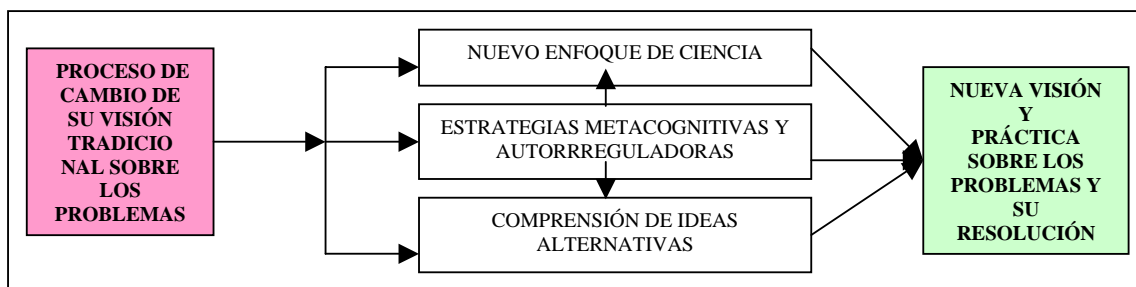 PROCESO DE
CAMBIO DE
SU VISIÓN
TRADICIO
NAL SOBRE
LOS
PROBLEMAS
NUEVO ENFOQUE DE CIENCIA
ESTRATEGIAS METACOGNITIVAS Y
AUTORRREGULADORAS
COMPRENSIÓN DE IDEAS
ALTERNATIVAS
NUEVA VISIÓN
Y
PRÁCTICA
SOBRE LOS
PROBLEMAS Y
SU
RESOLUCIÓN